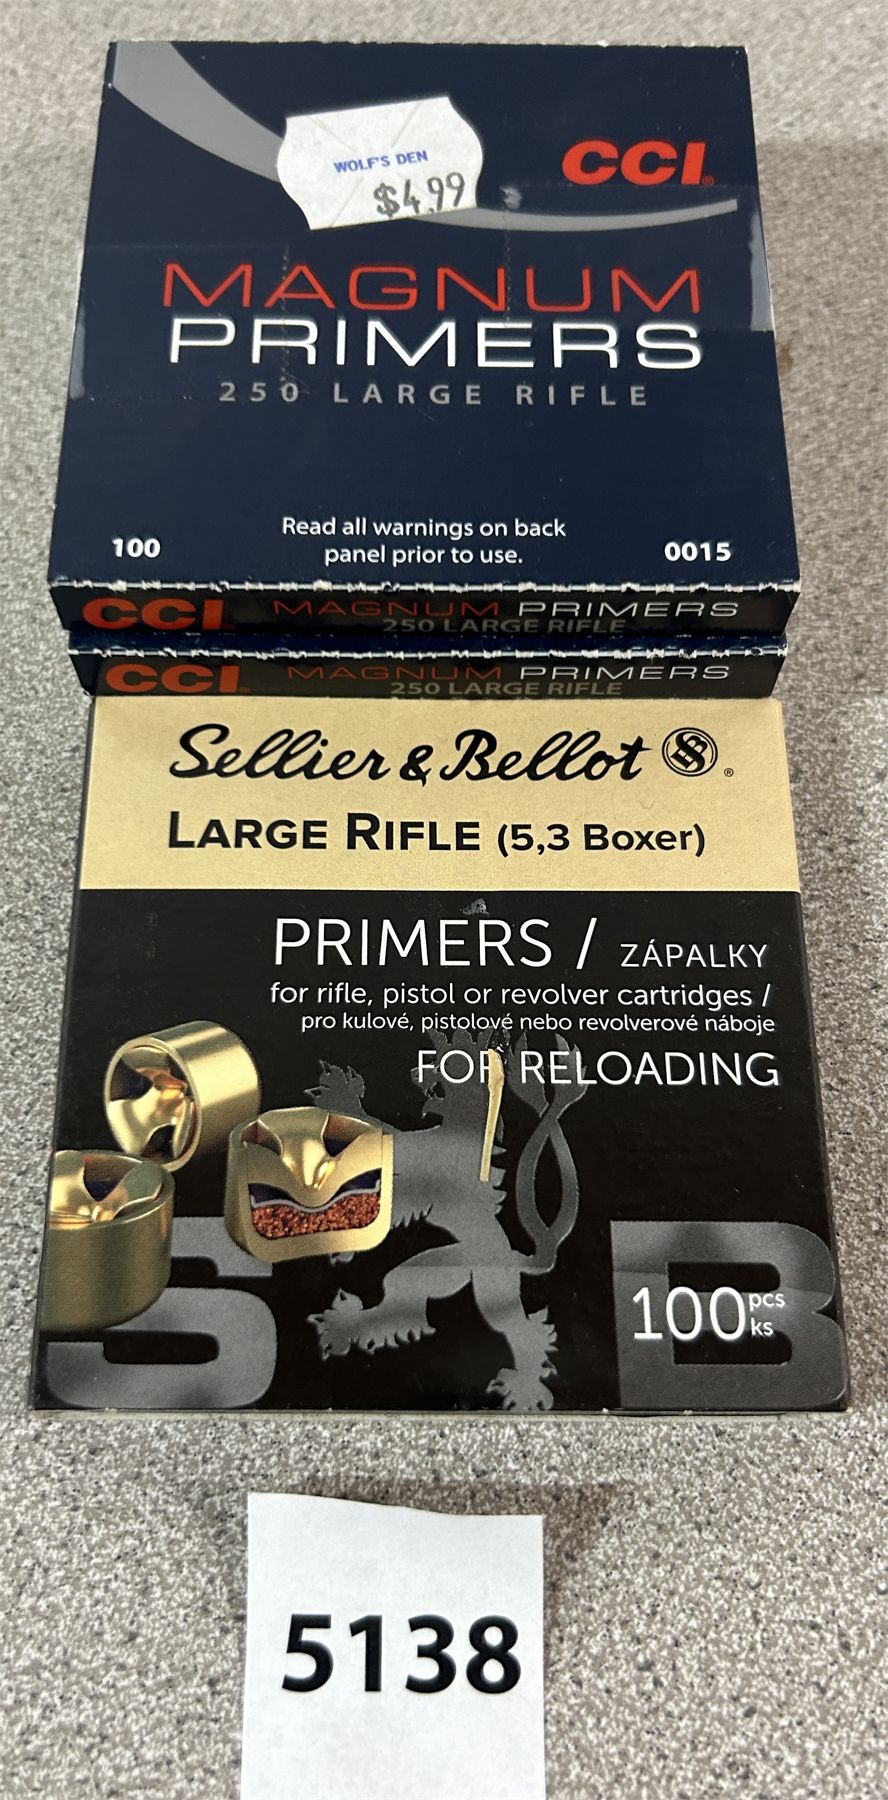 WOLF'S DEN
$4.99
CCI®
MAGNUM
PRIMERS
250 LARGE RIFLE
Read all warnings on back
panel prior to use.
100
0015
CCI MAGNUM PRIMERS
250 LARGE RIFLE
CCI MAGNUM PRIMERS
250 LARGE RIFLE
Sellier & Bellot SB®
LARGE RIFLE (5,3 Boxer)
PRIMERS / ZÁPALKY
for rifle, pistol or revolver cartridges /
pro kulové, pistolové nebo revolverové náboje
FOR RELOADING
S B
100 pcs
ks
5138